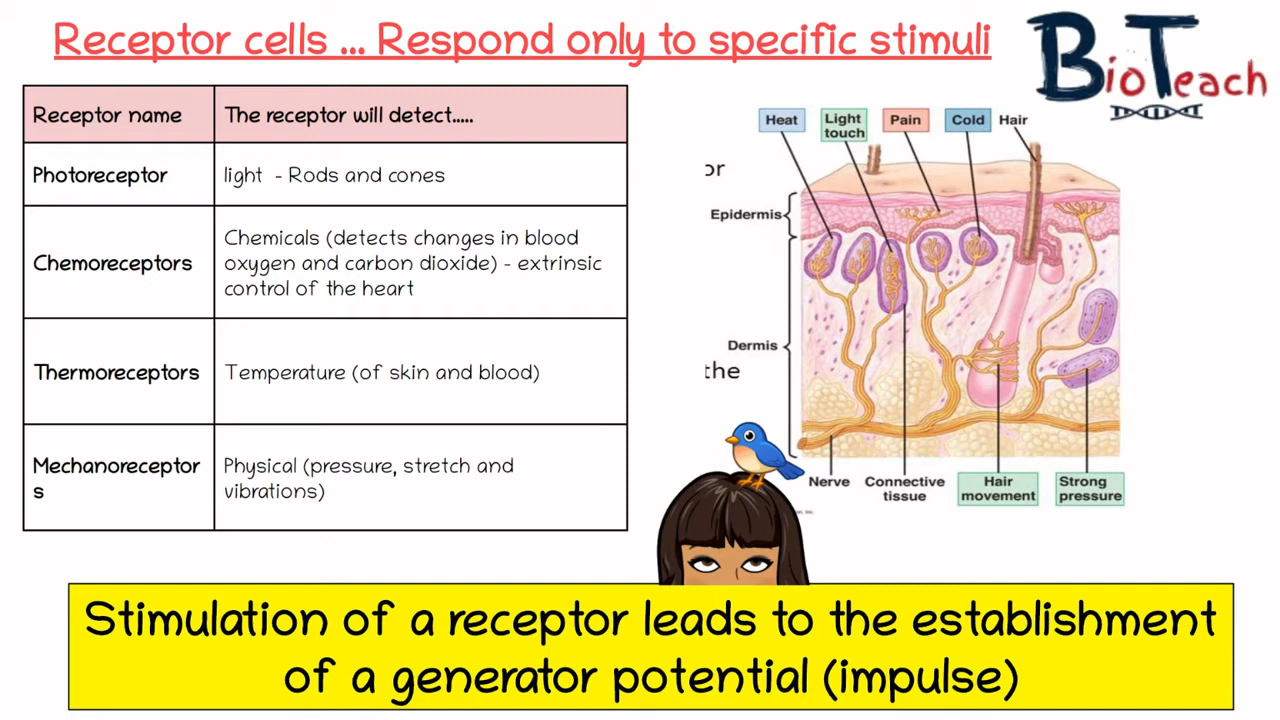 Receptor cells ... Respond only to specific stimuli
BioTeach
Receptor name
The receptor will detect.....
Photoreceptor
light - Rods and cones
Chemoreceptors
Chemicals (detects changes in blood
oxygen and carbon dioxide) - extrinsic
control of the heart
Thermoreceptors
Temperature (of skin and blood)
Mechanoreceptor
s
Physical (pressure, stretch and
vibrations)
Heat
Light
touch
Pain
Cold
Hair
or
Epidermis
Dermis
the
Nerve
Connective
tissue
Hair
movement
Strong
pressure
Stimulation of a receptor leads to the establishment
of a generator potential (impulse)